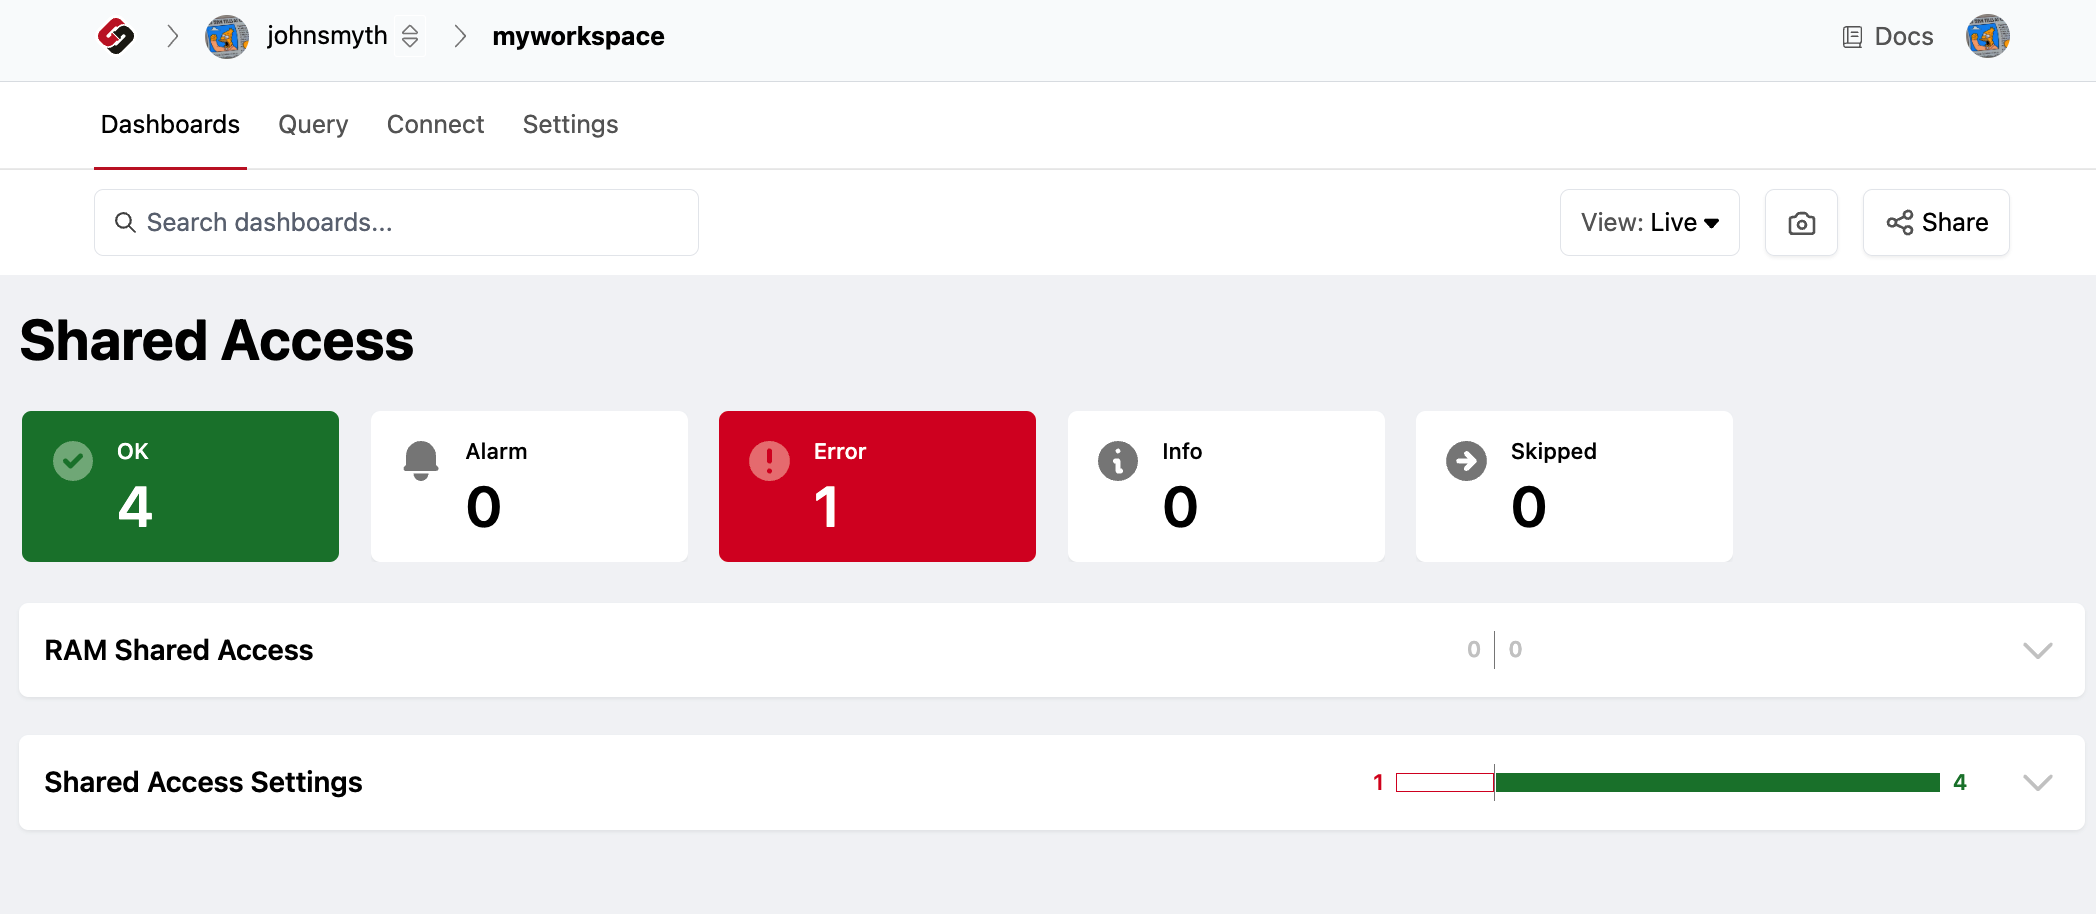 johnsmyth
myworkspace
Docs
Dashboards Query Connect Settings
Search dashboards...
View: Live
Share
Shared Access
OK
4
Alarm
0
Error
1
Info
0
Skipped
0
RAM Shared Access
0 0
Shared Access Settings
1 4